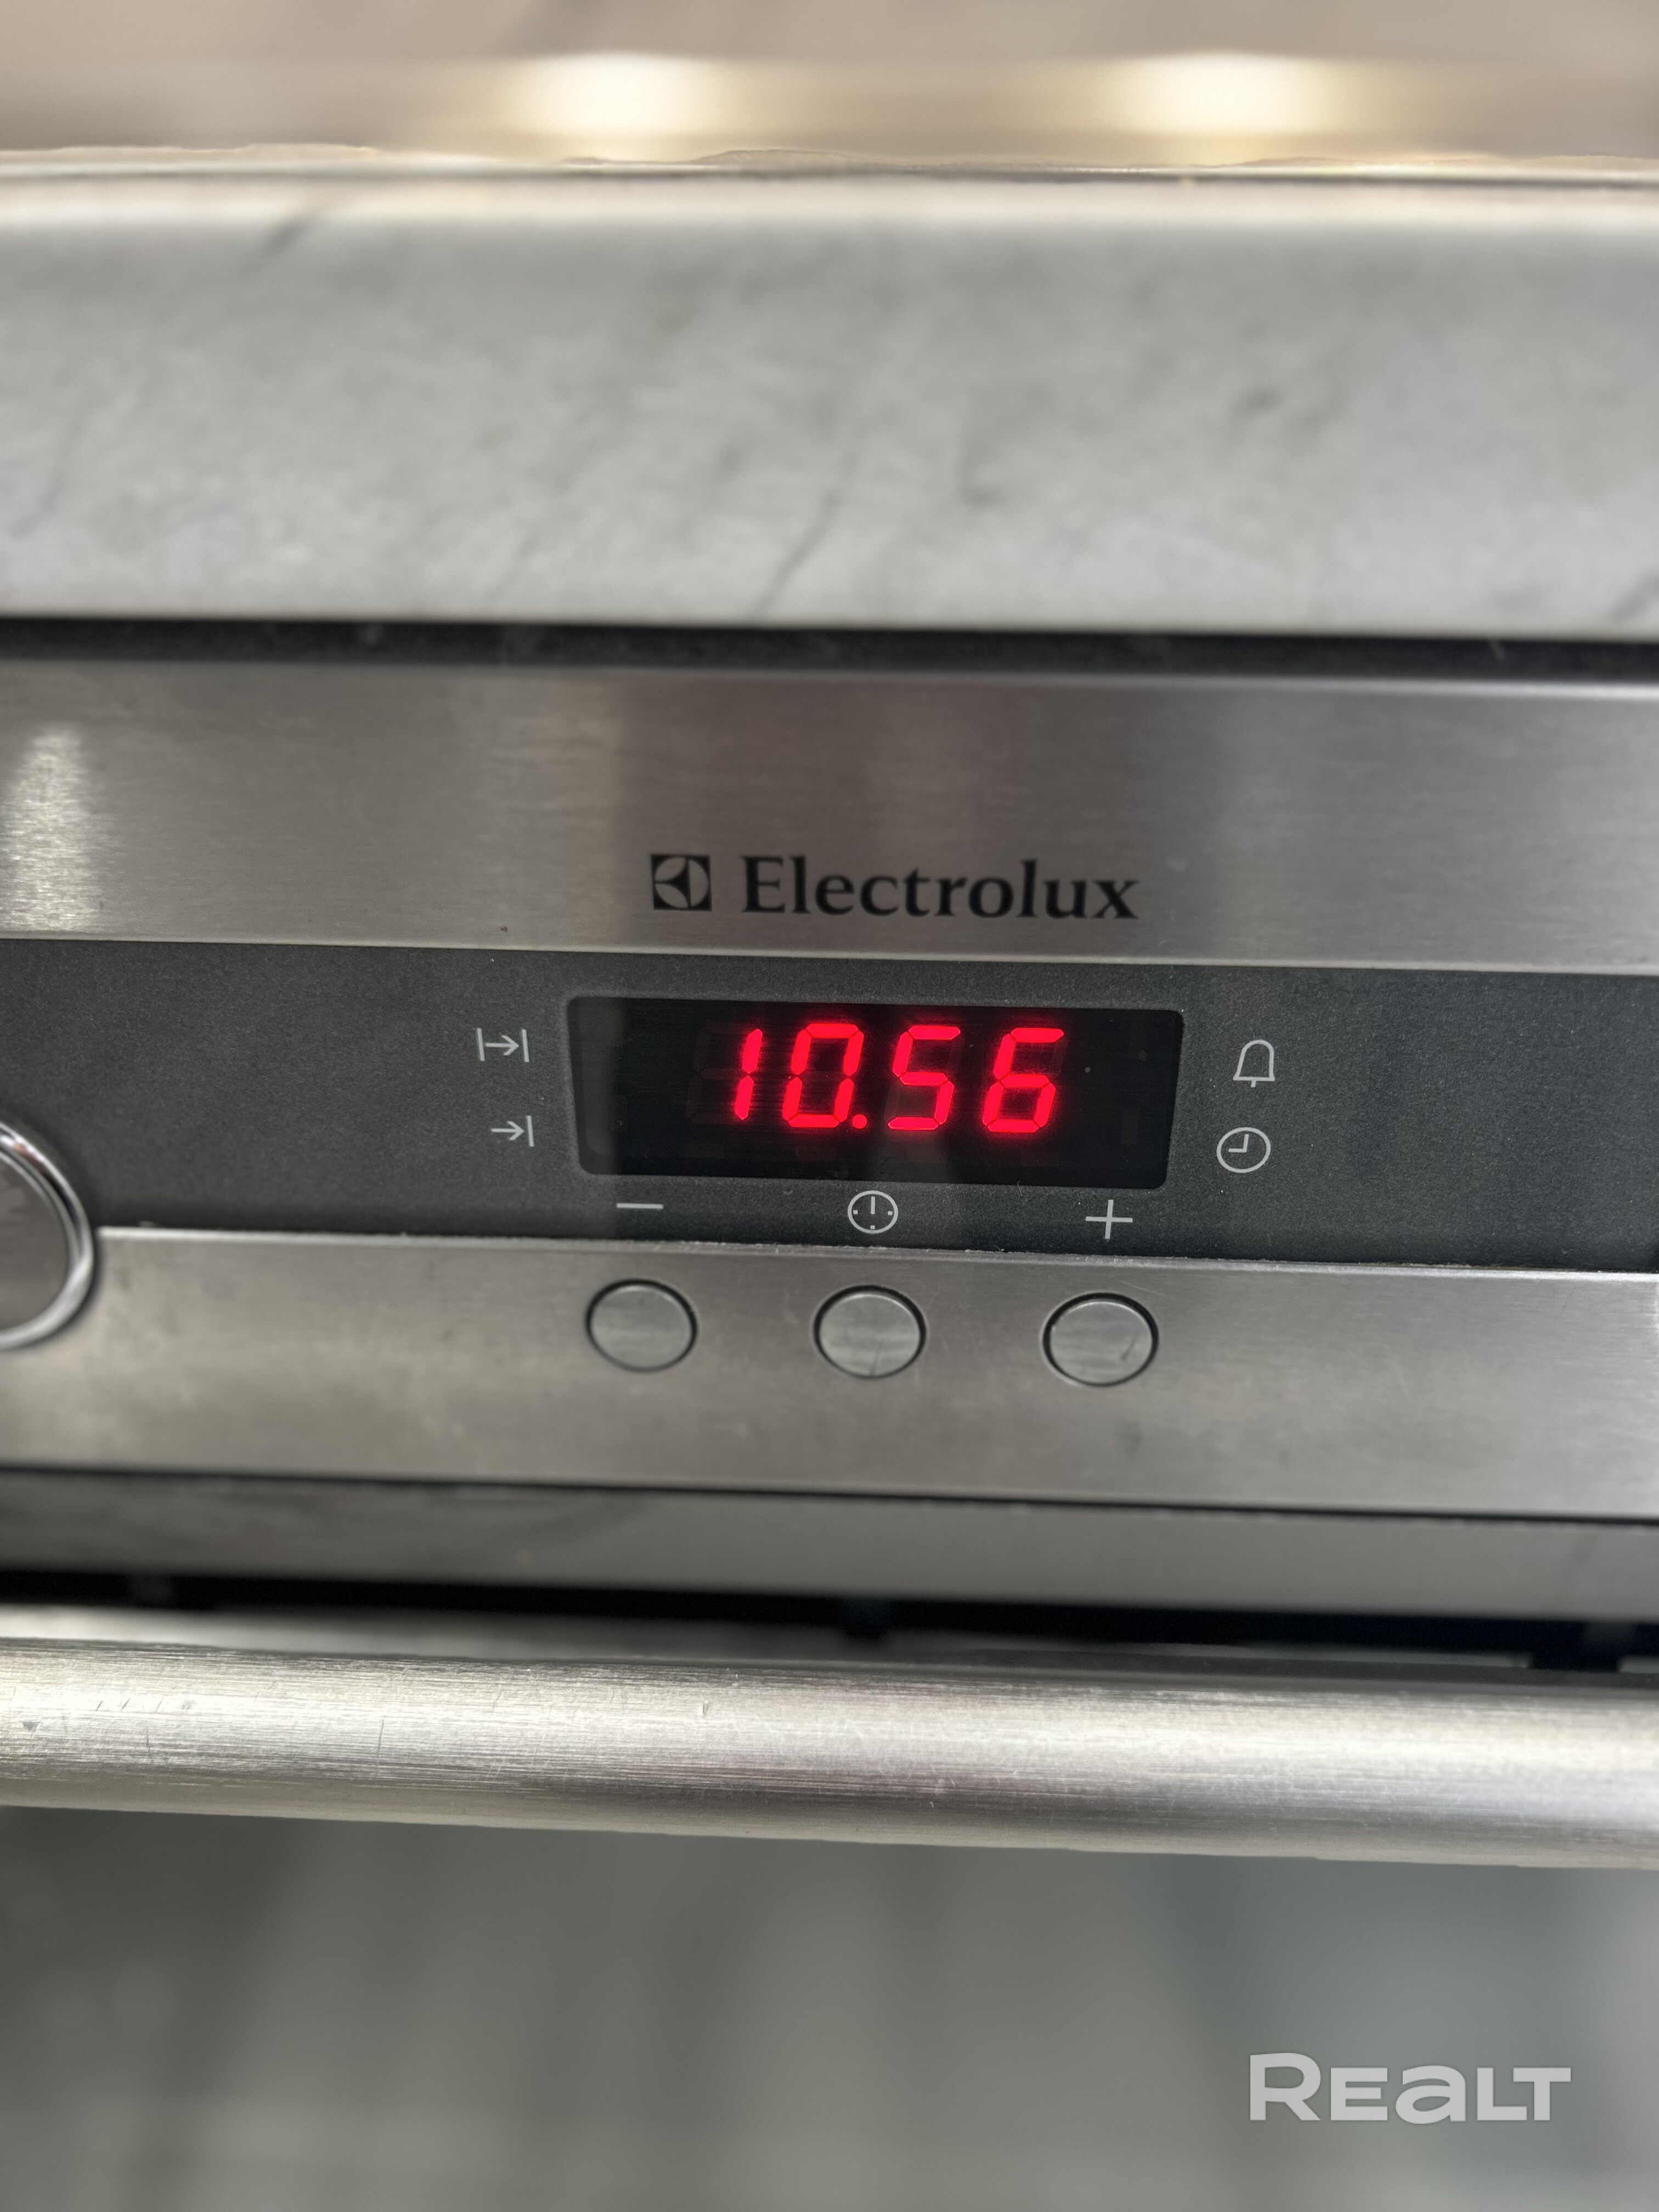 Electrolux
10.56
− +
REALT